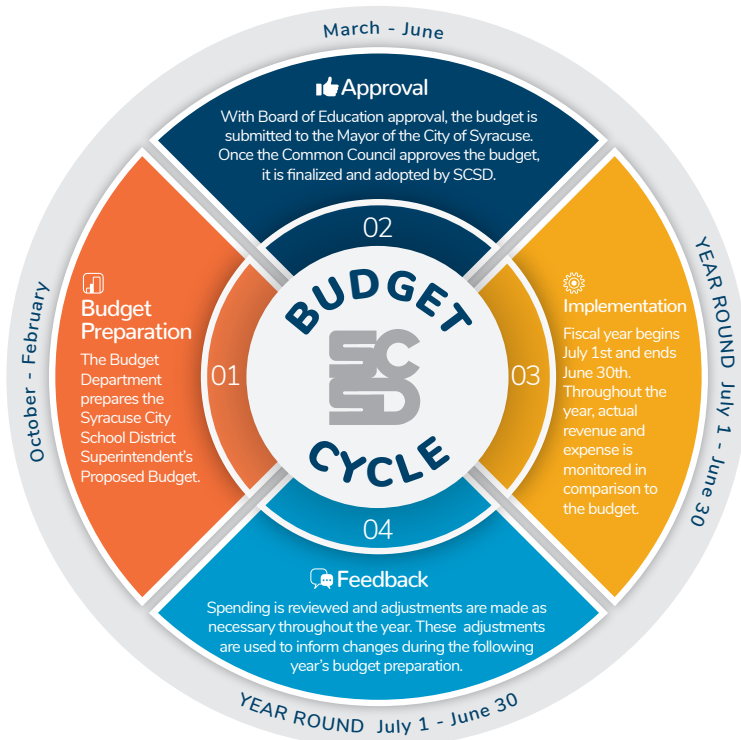 March - June
Approval
With Board of Education approval, the budget is
submitted to the Mayor of the City of Syracuse.
Once the Common Council approves the budget,
it is finalized and adopted by SCSD.
02
October - February
Budget
Preparation
The Budget
Department
prepares the
Syracuse City
School District
Superintendent's
Proposed Budget.
01
BUDGET
SCSD
CYCLE
03
Implementation
Fiscal year begins
July 1st and ends
June 30th.
Throughout the
year, actual
revenue and
expense is
monitored in
comparison to
the budget.
YEAR ROUND July 1 - June 30
04
Feedback
Spending is reviewed and adjustments are made as
necessary throughout the year. These adjustments
are used to inform changes during the following
year's budget preparation.
YEAR ROUND July 1 - June 30